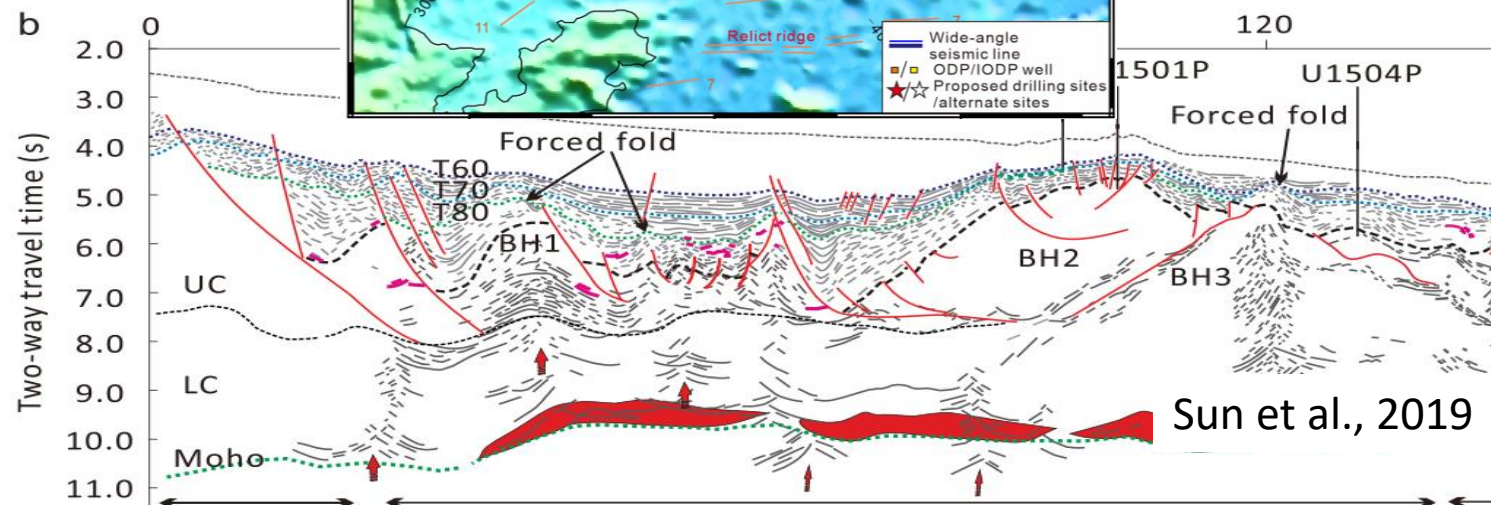 b
0
120
30
11
7
Relict ridge
7
Wide-angle
seismic line
ODP/IODP well
Proposed drilling sites
/alternate sites
1501P
U1504P
Two-way travel time (s)
2.0
3.0
4.0
5.0
6.0
7.0
8.0
9.0
10.0
11.0
Forced fold
Forced fold
T60
T70
T80
BH1
BH2
BH3
UC
LC
Moho
Sun et al., 2019